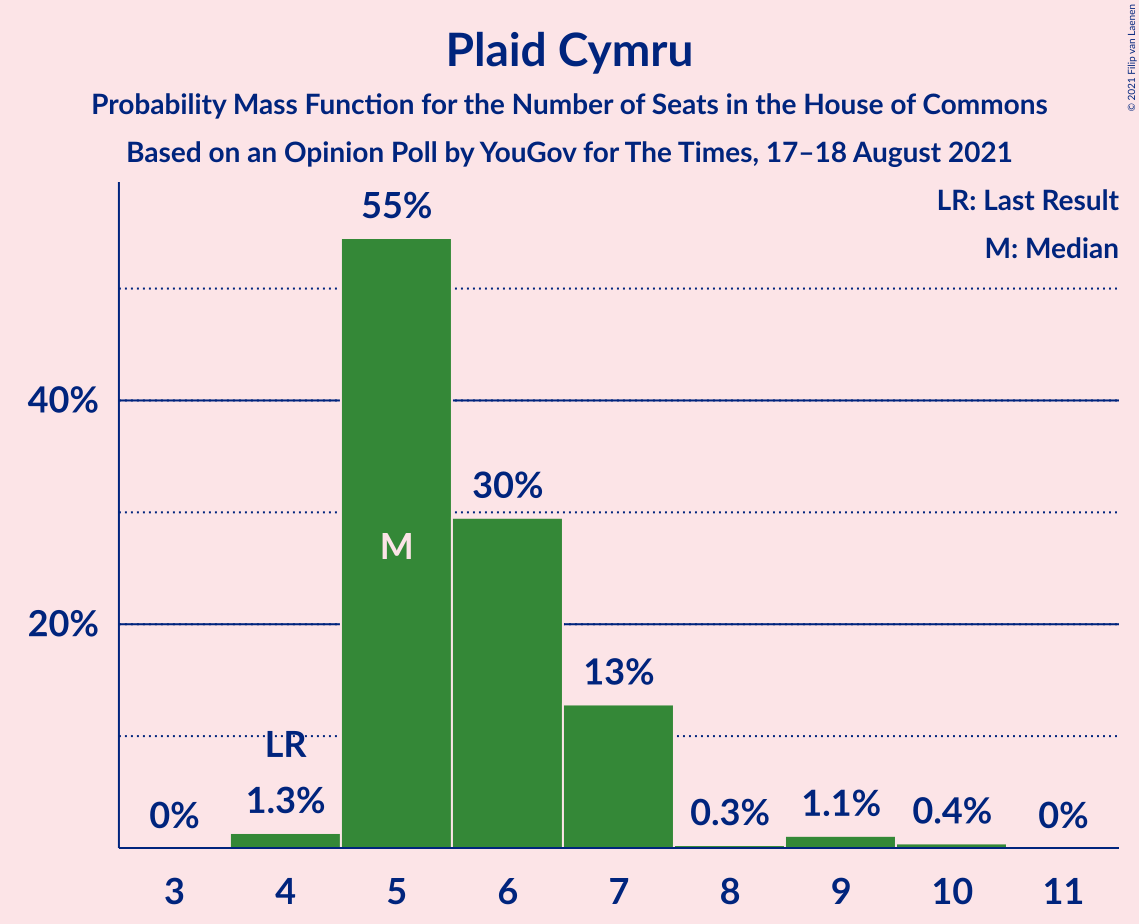 Plaid Cymru
Probability Mass Function for the Number of Seats in the House of Commons
Based on an Opinion Poll by YouGov for The Times, 17–18 August 2021
© 2021 Filip van Laenen
LR: Last Result
M: Median
55%
40%
30%
M
20%
13%
LR
0%
1.3%
0.3%
1.1%
0.4%
0%
3 4 5 6 7 8 9 10 11